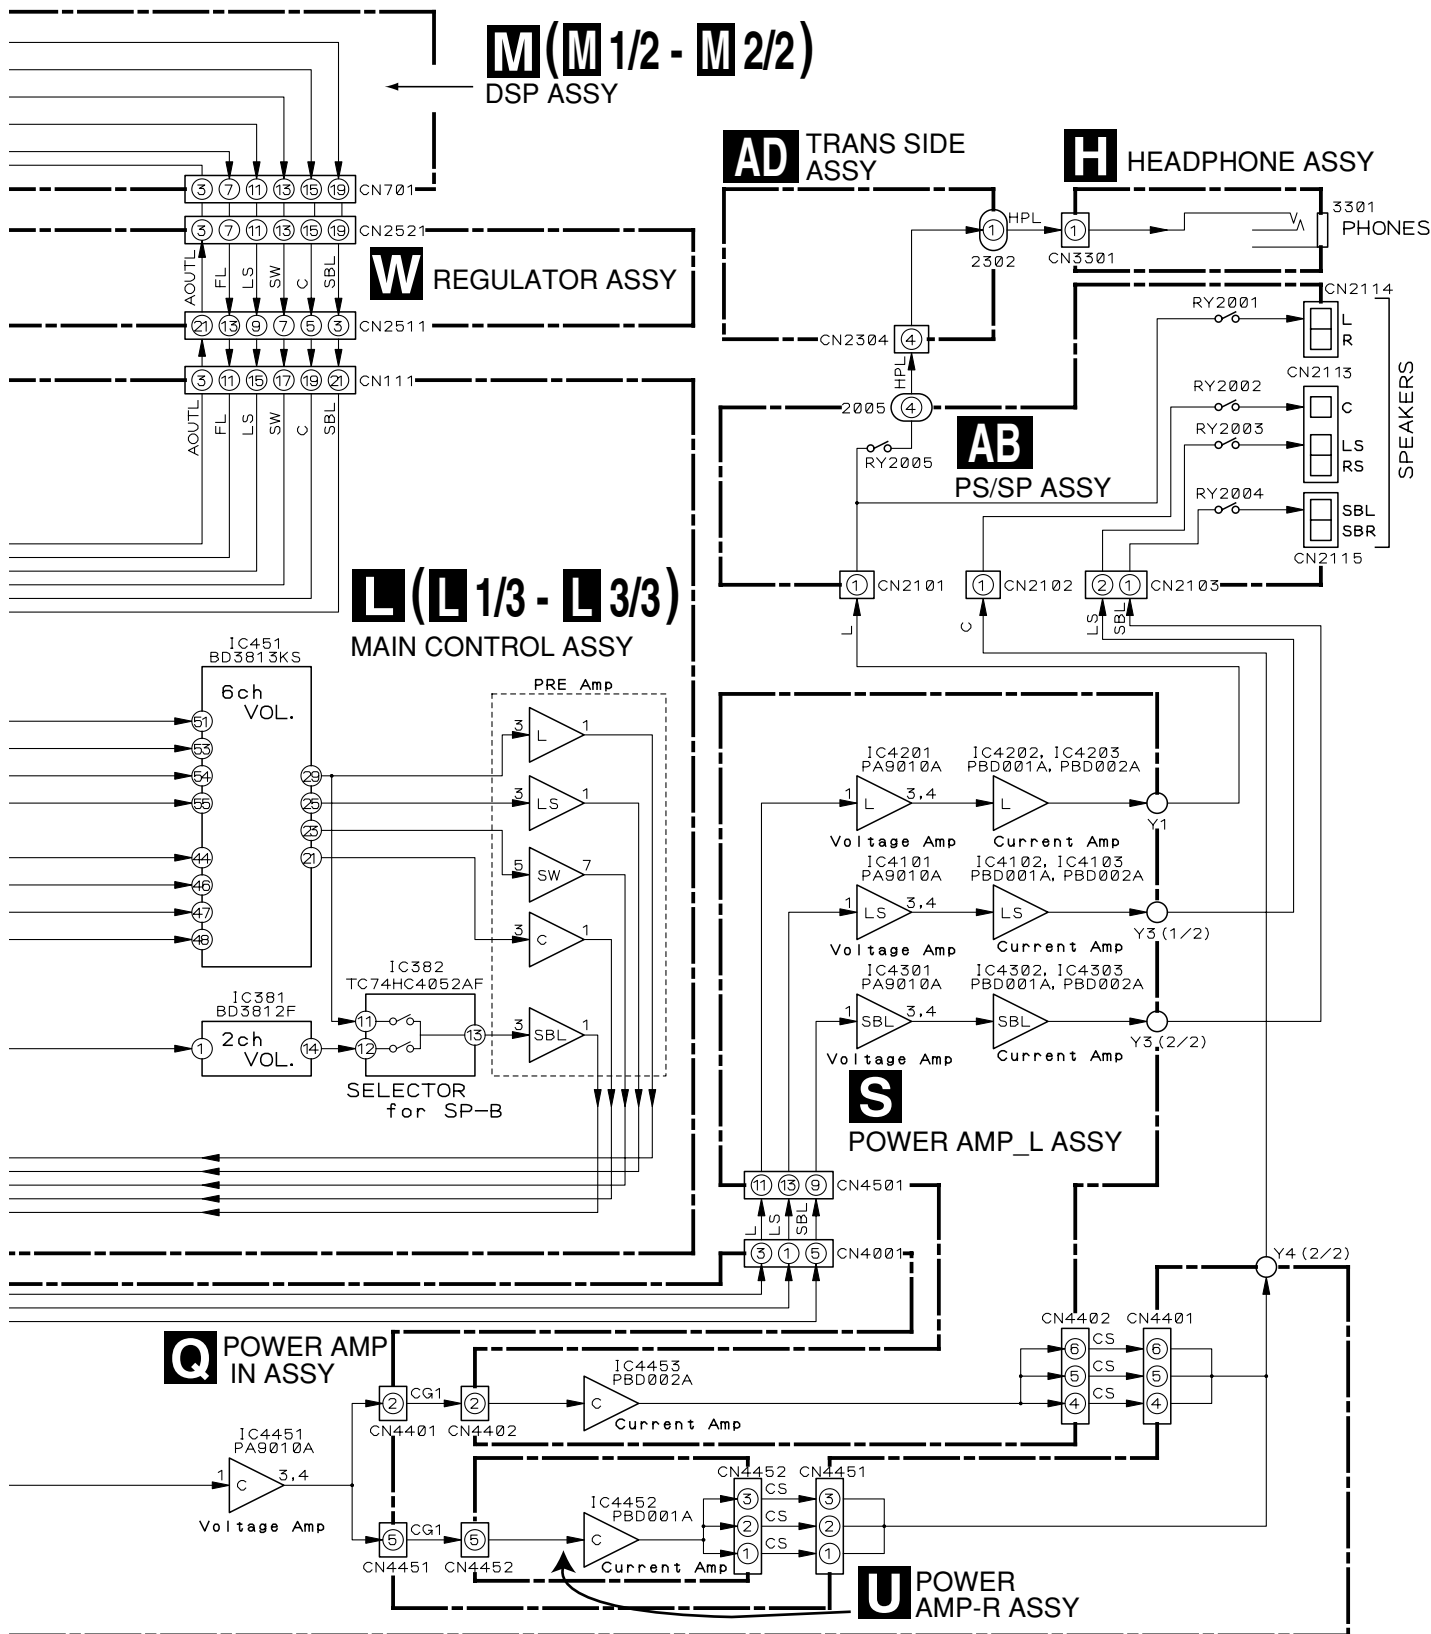 M ( M 1/2 - M 2/2 )
DSP ASSY
AD TRANS SIDE
ASSY
H HEADPHONE ASSY
3 7 11 13 15 19 CN701
3 7 11 13 15 19 CN2521
AOUTL FL LS SW C SBL
W REGULATOR ASSY
21 13 9 7 5 3 CN2511
3 11 15 17 19 21 CN111
AOUTL FL LS SW C SBL
1 HPL 1
2302 CN3301
3301
PHONES
CN2304 4
HPL
2005 4
RY2005
AB
PS/SP ASSY
CN2114
RY2001
L
R
CN2113
RY2002
C
RY2003
LS
RS
RY2004
SBL
SBR
CN2115
SPEAKERS
1 CN2101 1 CN2102 2 1 CN2103
L C LS SBL
L ( L 1/3 - L 3/3 )
MAIN CONTROL ASSY
IC451
BD3813KS
6ch
VOL.
51
53
54
55
44
46
47
48
29
25
23
21
PRE Amp
3 L 1
3 LS 1
5 SW 7
3 C 1
3 SBL 1
IC381
BD3812F
1 2ch
VOL. 14
IC382
TC74HC4052AF
11
12
13
SELECTOR
for SP-B
IC4201
PA9010A
IC4202, IC4203
PBD001A, PBD002A
1 L 3,4 L
Y1
Voltage Amp Current Amp
IC4101
PA9010A
IC4102, IC4103
PBD001A, PBD002A
1 LS 3,4 LS
Y3 (1/2)
Voltage Amp Current Amp
IC4301
PA9010A
IC4302, IC4303
PBD001A, PBD002A
1 SBL 3,4 SBL
Y3 (2/2)
Voltage Amp Current Amp
S
POWER AMP_L ASSY
11 13 9 CN4501
L LS SBL
3 1 5 CN4001
Y4 (2/2)
Q POWER AMP
IN ASSY
CN4402 CN4401
6 CS 6
5 CS 5
4 CS 4
2 CG1 2
CN4401 CN4402
IC4453
PBD002A
C
Current Amp
IC4451
PA9010A
1 C 3,4
Voltage Amp
5 CG1 5
CN4451 CN4452
IC4452
PBD001A
C
Current Amp
CN4452 CN4451
3 CS 3
2 CS 2
1 CS 1
U POWER
AMP-R ASSY